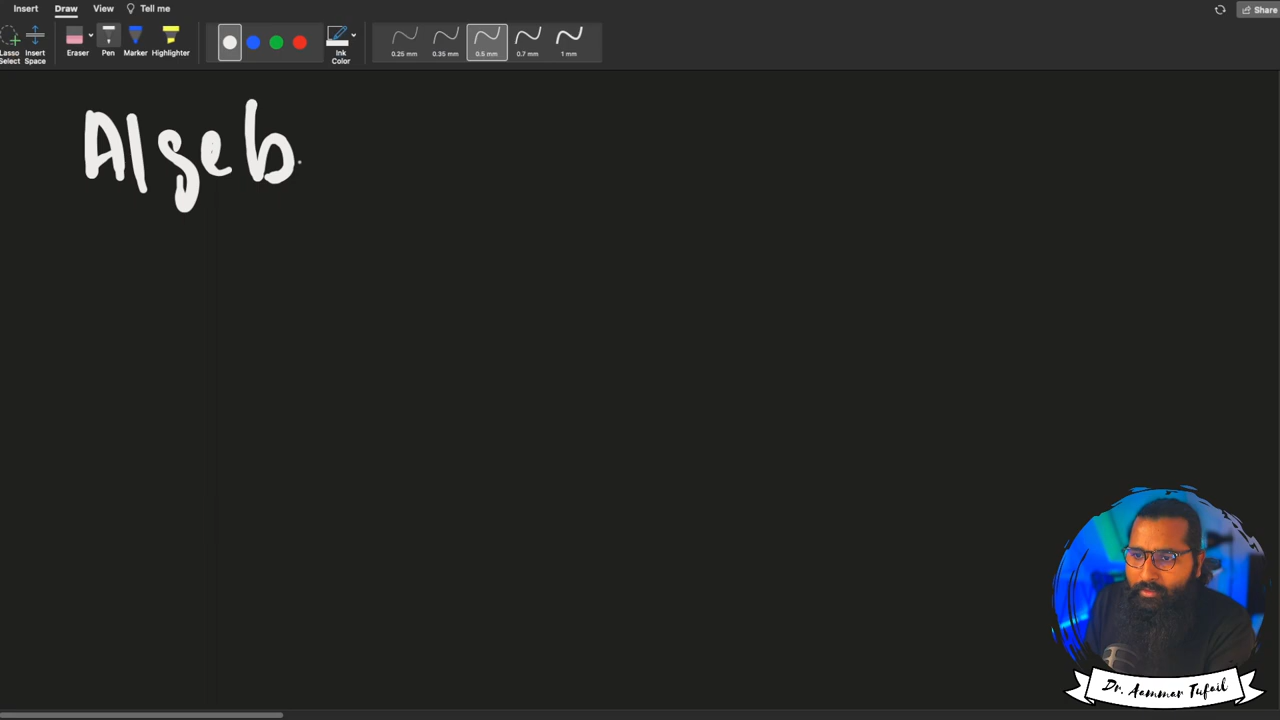 Insert Draw View Tell me Share
Lasso Select Insert Space Eraser Pen Marker Highlighter Ink Color 0.25 mm 0.35 mm 0.5 mm 0.7 mm 1 mm
Algeb
Dr. Aammar Tufail